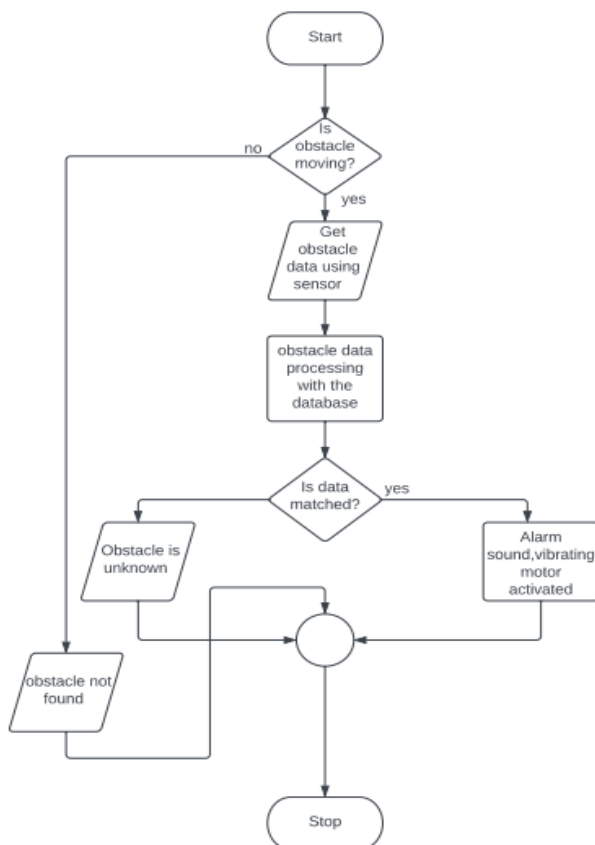 Start
Is
obstacle
moving?
no
yes
Get
obstacle
data using
sensor
obstacle data
processing
with the
database
Is data
matched?
yes
Obstacle is
unknown
Alarm
sound,vibrating
motor
activated
obstacle not
found
Stop